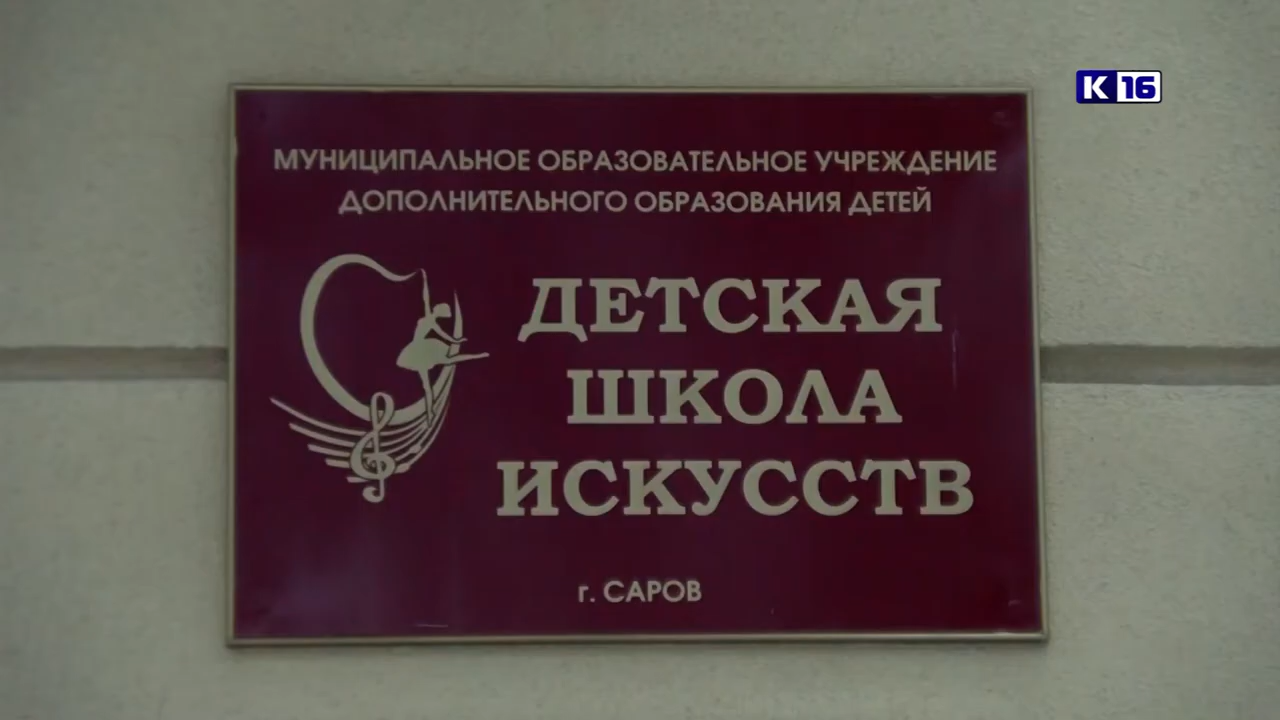 К 16
МУНИЦИПАЛЬНОЕ ОБРАЗОВАТЕЛЬНОЕ УЧРЕЖДЕНИЕ
ДОПОЛНИТЕЛЬНОГО ОБРАЗОВАНИЯ ДЕТЕЙ
ДЕТСКАЯ
ШКОЛА
ИСКУССТВ
г. САРОВ